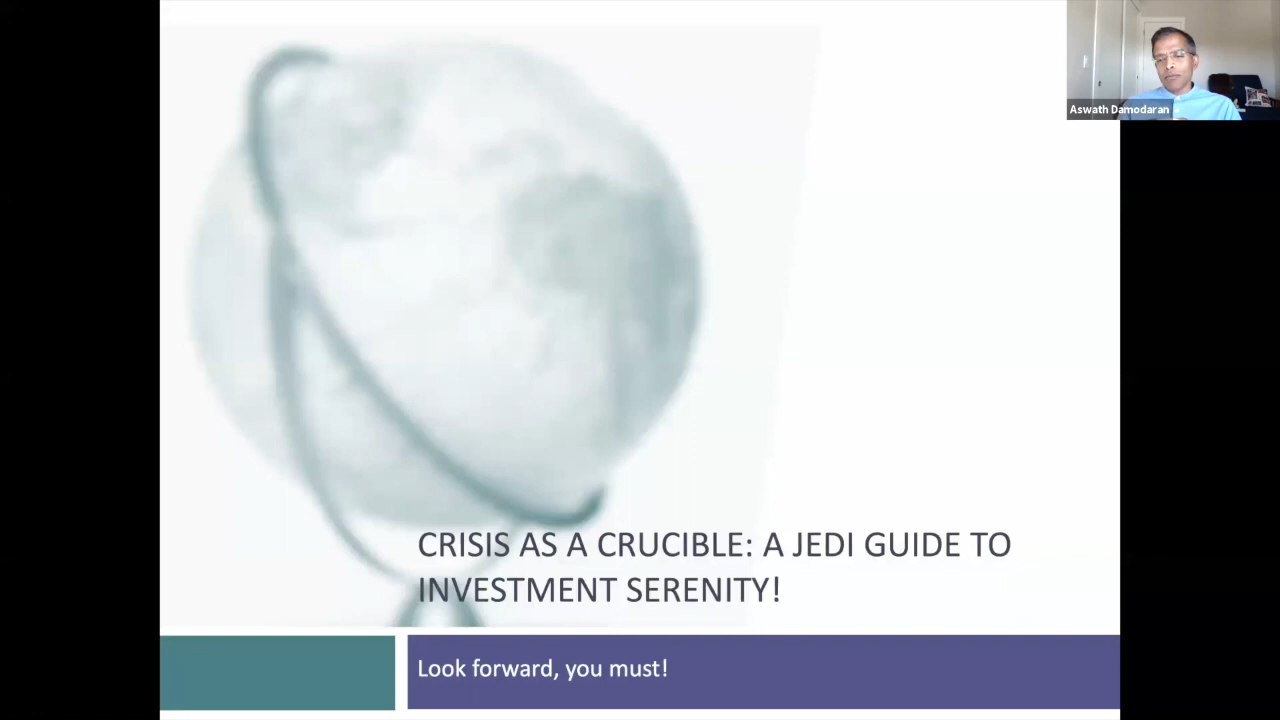 Aswath Damodaran
CRISIS AS A CRUCIBLE: A JEDI GUIDE TO
INVESTMENT SERENITY!
Look forward, you must!